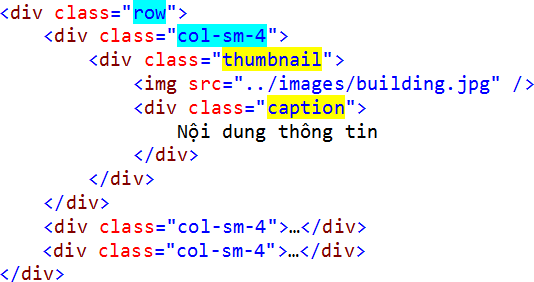 <div class="row">
    <div class="col-sm-4">
        <div class="thumbnail">
            <img src="../images/building.jpg" />
            <div class="caption">
                Nội dung thông tin
            </div>
        </div>
    </div>
    <div class="col-sm-4">…</div>
    <div class="col-sm-4">…</div>
</div>